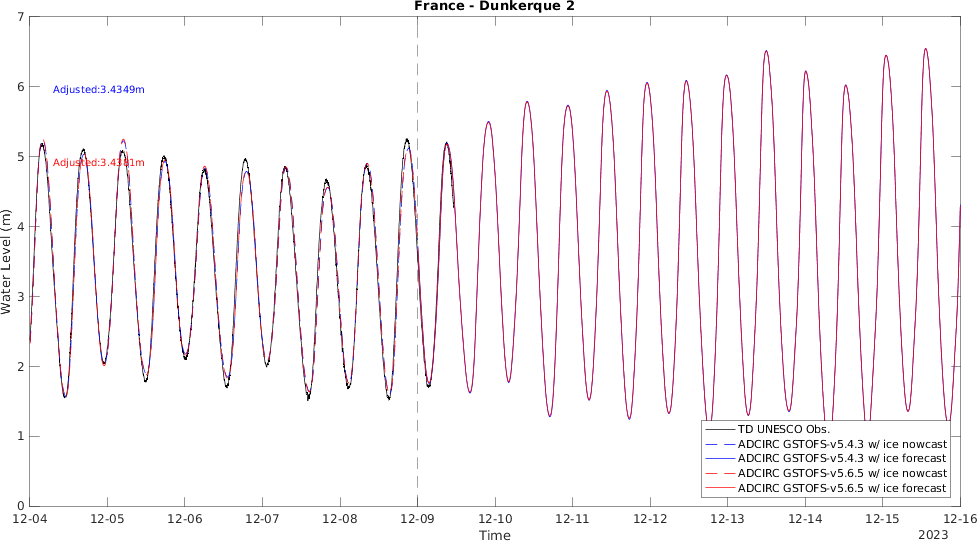 France - Dunkerque 2
7
6
5
4
3
2
1
0
Water Level (m)
Adjusted:3.4349m
Adjusted:3.4381m
TD UNESCO Obs.
ADCIRC GSTOFS-v5.4.3 w/ ice nowcast
ADCIRC GSTOFS-v5.4.3 w/ ice forecast
ADCIRC GSTOFS-v5.6.5 w/ ice nowcast
ADCIRC GSTOFS-v5.6.5 w/ ice forecast
12-04 12-05 12-06 12-07 12-08 12-09 12-10 12-11 12-12 12-13 12-14 12-15 12-16
Time
2023